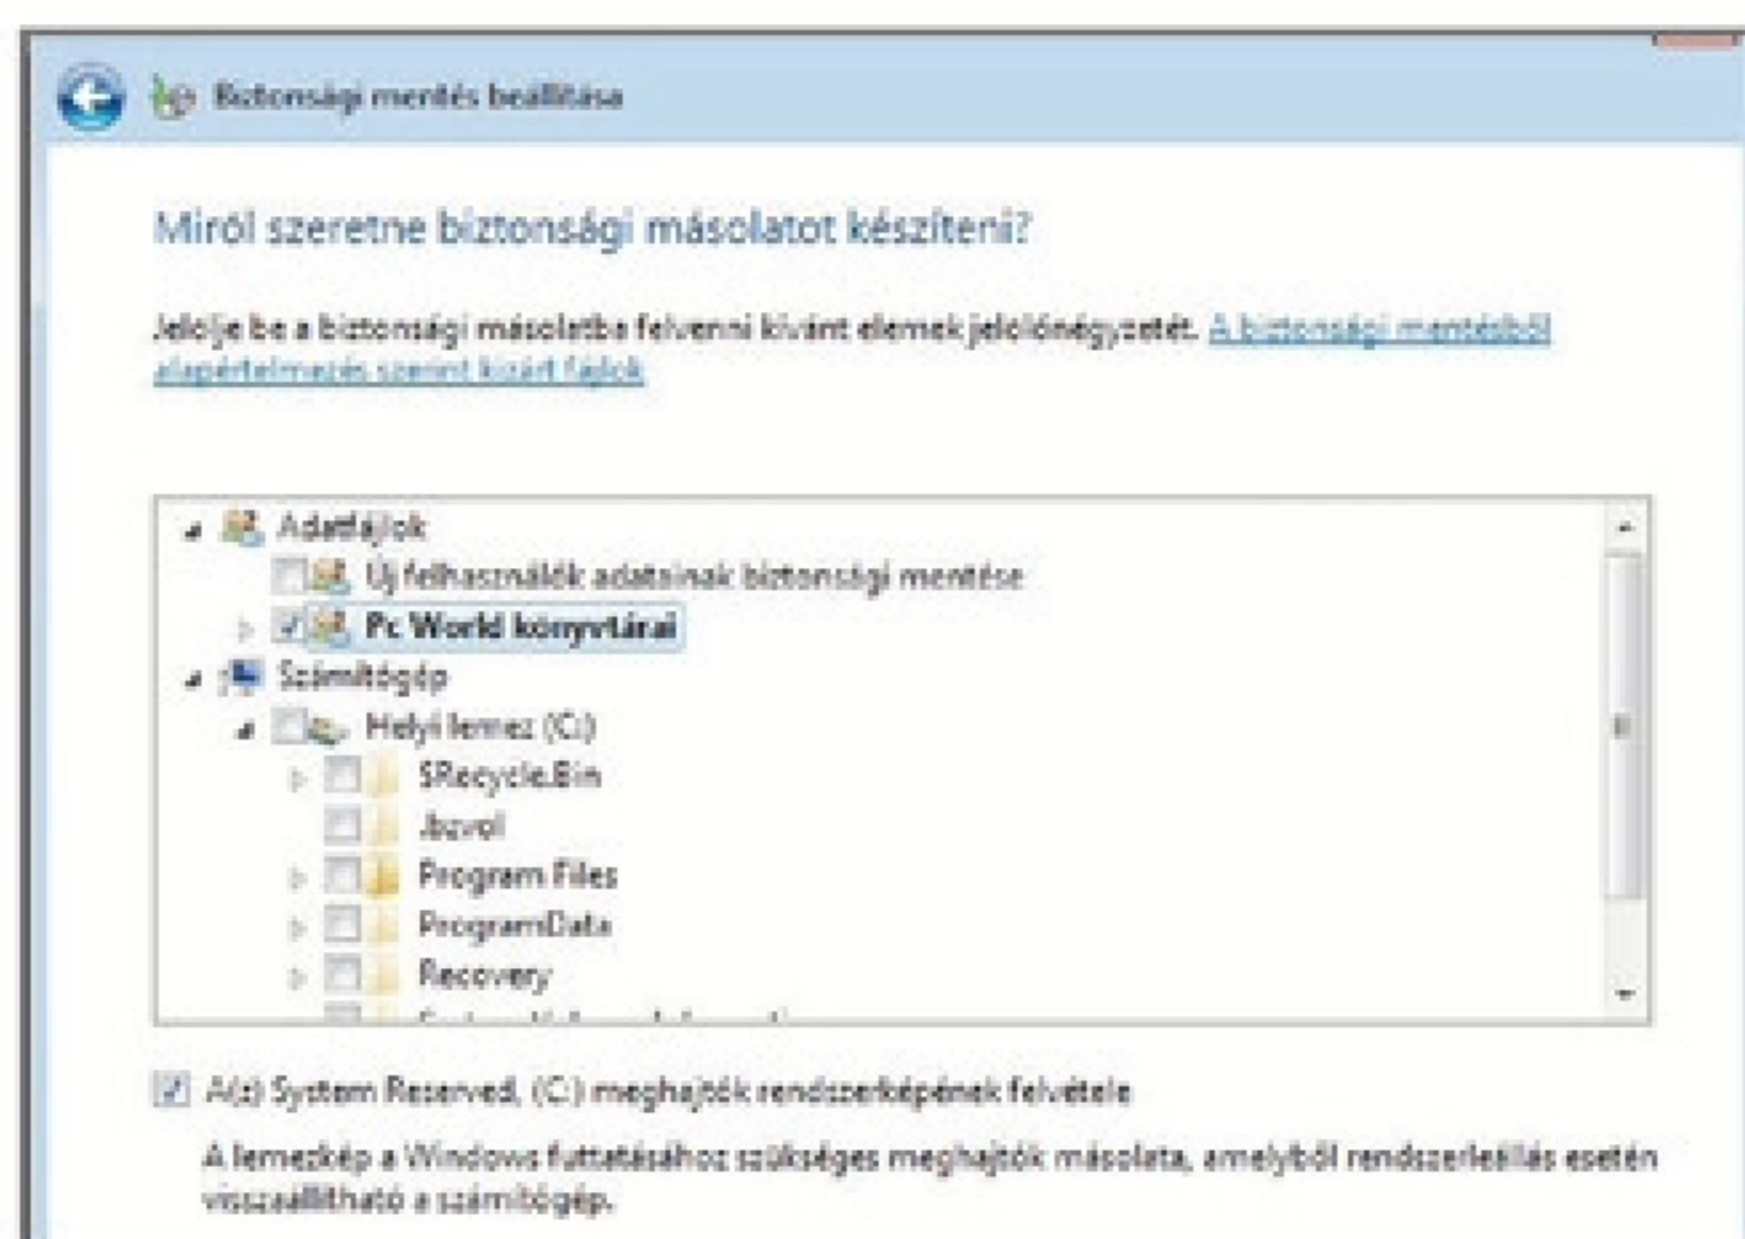 Biztonsági mentés beállítása
Miről szeretne biztonsági másolatot készíteni?
Jelölje be a biztonsági másolatba felvenni kívánt elemek jelölőnégyzetét. A biztonsági mentésből
alapértelmezés szerint kizárt fájlok
Adatfájlok
Új felhasználók adatainak biztonsági mentése
Pc World könyvtárai
Számítógép
Helyi lemez (C:)
$Recycle.Bin
.bzvol
Program Files
ProgramData
Recovery
A(z) System Reserved, (C:) meghajtók rendszerképének felvétele
A lemezkép a Windows futtatásához szükséges meghajtók másolata, amelyből rendszerleállás esetén
visszaállítható a számítógép.